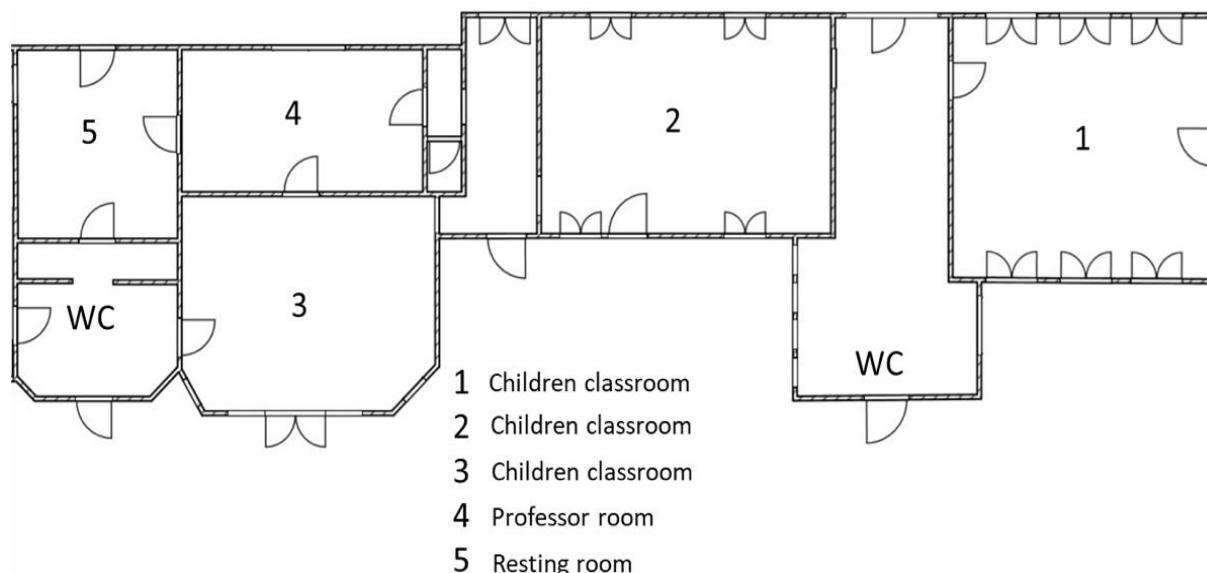 5
4
2
1
3
WC
WC
1 Children classroom
2 Children classroom
3 Children classroom
4 Professor room
5 Resting room